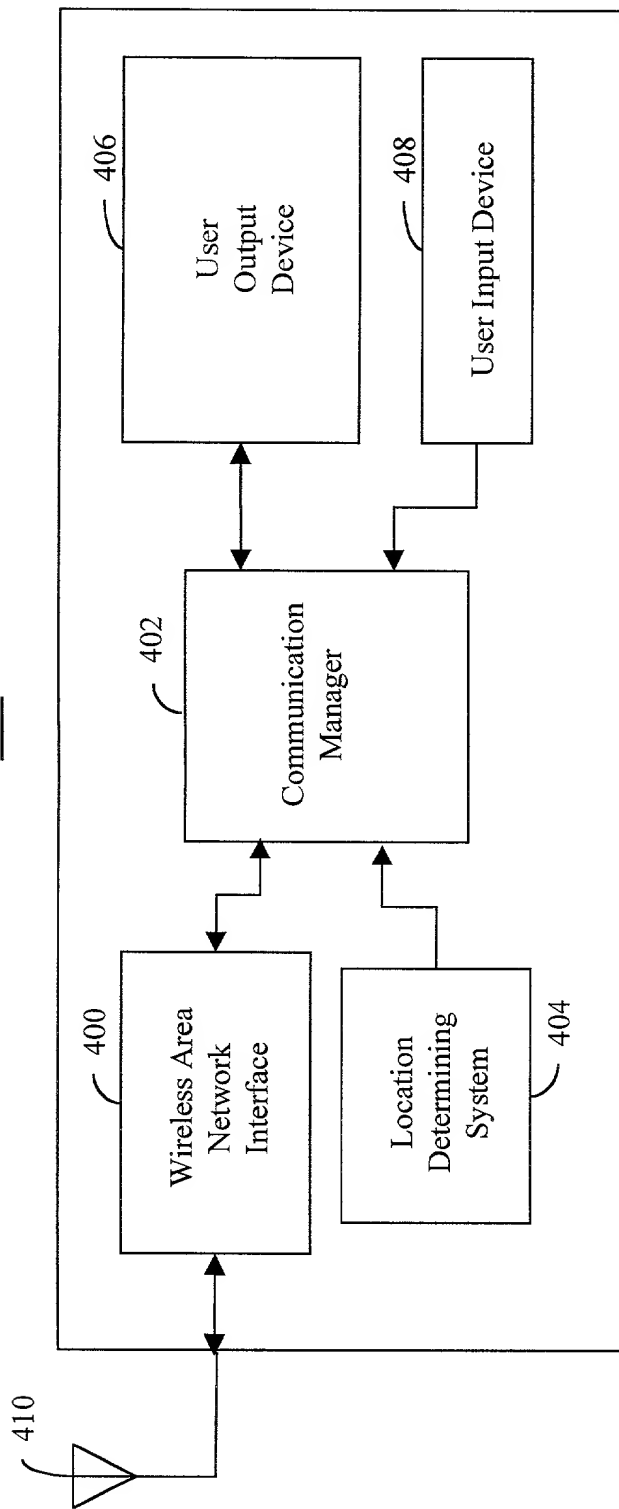 410
400
Wireless Area
Network
Interface
Location
Determining
System
404
402
Communication
Manager
406
User
Output
Device
408
User Input Device